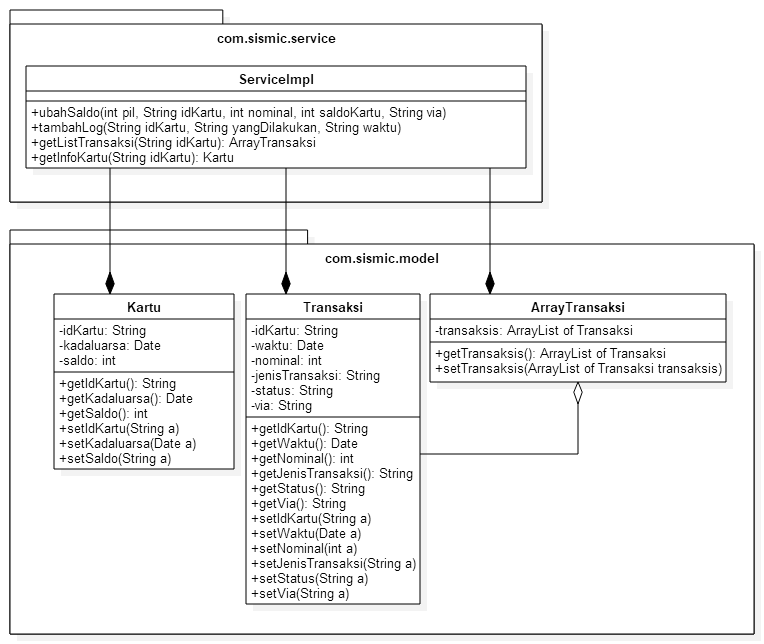 com.sismic.service
ServiceImpl
+ubahSaldo(int pil, String idKartu, int nominal, int saldoKartu, String via)
+tambahLog(String idKartu, String yangDilakukan, String waktu)
+getListTransaksi(String idKartu): ArrayTransaksi
+getInfoKartu(String idKartu): Kartu
com.sismic.model
Kartu
-idKartu: String
-kadaluarsa: Date
-saldo: int
+getIdKartu(): String
+getKadaluarsa(): Date
+getSaldo(): int
+setIdKartu(String a)
+setKadaluarsa(Date a)
+setSaldo(String a)
Transaksi
-idKartu: String
-waktu: Date
-nominal: int
-jenisTransaksi: String
-status: String
-via: String
+getIdKartu(): String
+getWaktu(): Date
+getNominal(): int
+getJenisTransaksi(): String
+getStatus(): String
+getVia(): String
+setIdKartu(String a)
+setWaktu(Date a)
+setNominal(int a)
+setJenisTransaksi(String a)
+setStatus(String a)
+setVia(String a)
ArrayTransaksi
-transaksis: ArrayList of Transaksi
+getTransaksis(): ArrayList of Transaksi
+setTransaksis(ArrayList of Transaksi transaksis)